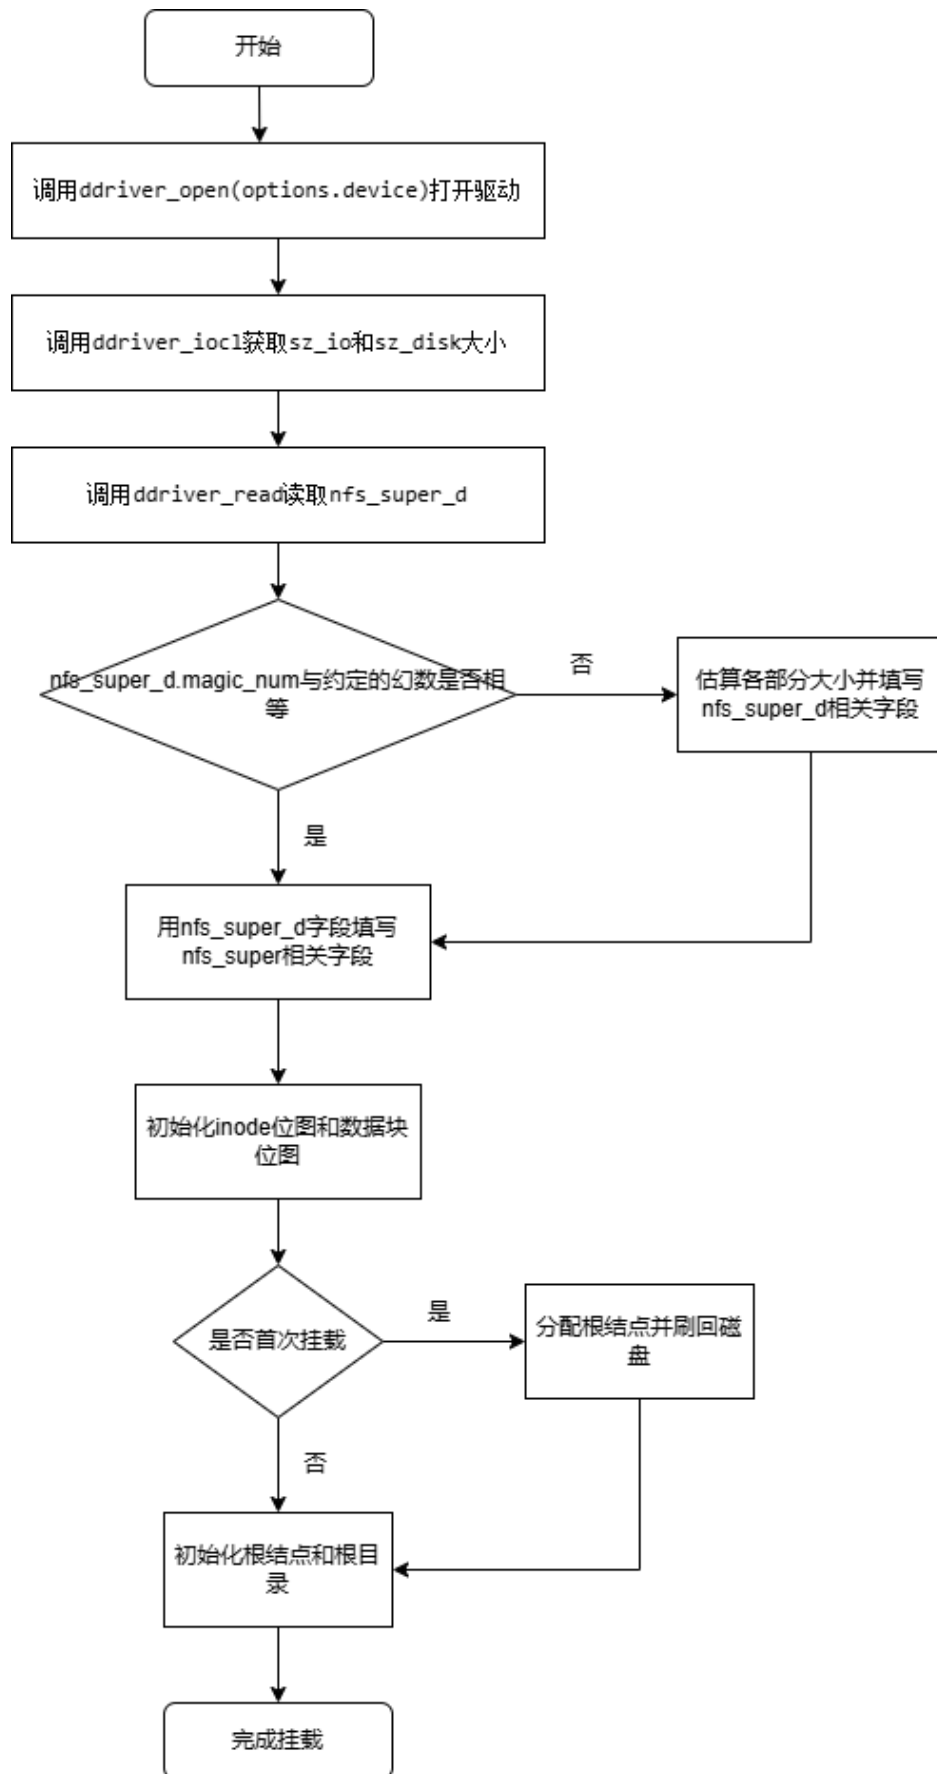 开始
调用ddriver_open(options.device)打开驱动
调用ddriver_iocl获取sz_io和sz_disk大小
调用ddriver_read读取nfs_super_d
nfs_super_d.magic_num与约定的幻数是否相
等
否
估算各部分大小并填写
nfs_super_d相关字段
是
用nfs_super_d字段填写
nfs_super相关字段
初始化inode位图和数据块
位图
是否首次挂载
是
分配根结点并刷回磁
盘
否
初始化根结点和根目
录
完成挂载